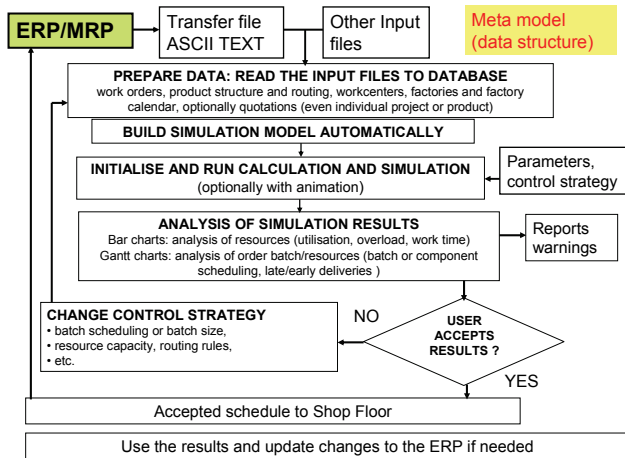 ERP/MRP
Transfer file
ASCII TEXT
Other Input
files
Meta model
(data structure)
PREPARE DATA: READ THE INPUT FILES TO DATABASE
work orders, product structure and routing, workcenters, factories and factory
calendar, optionally quotations (even individual project or product)
BUILD SIMULATION MODEL AUTOMATICALLY
INITIALISE AND RUN CALCULATION AND SIMULATION
(optionally with animation)
Parameters,
control strategy
ANALYSIS OF SIMULATION RESULTS
Bar charts: analysis of resources (utilisation, overload, work time)
Gantt charts: analysis of order batch/resources (batch or component
scheduling, late/early deliveries )
Reports
warnings
CHANGE CONTROL STRATEGY
• batch scheduling or batch size,
• resource capacity, routing rules,
• etc.
NO
USER
ACCEPTS
RESULTS ?
YES
Accepted schedule to Shop Floor
Use the results and update changes to the ERP if needed